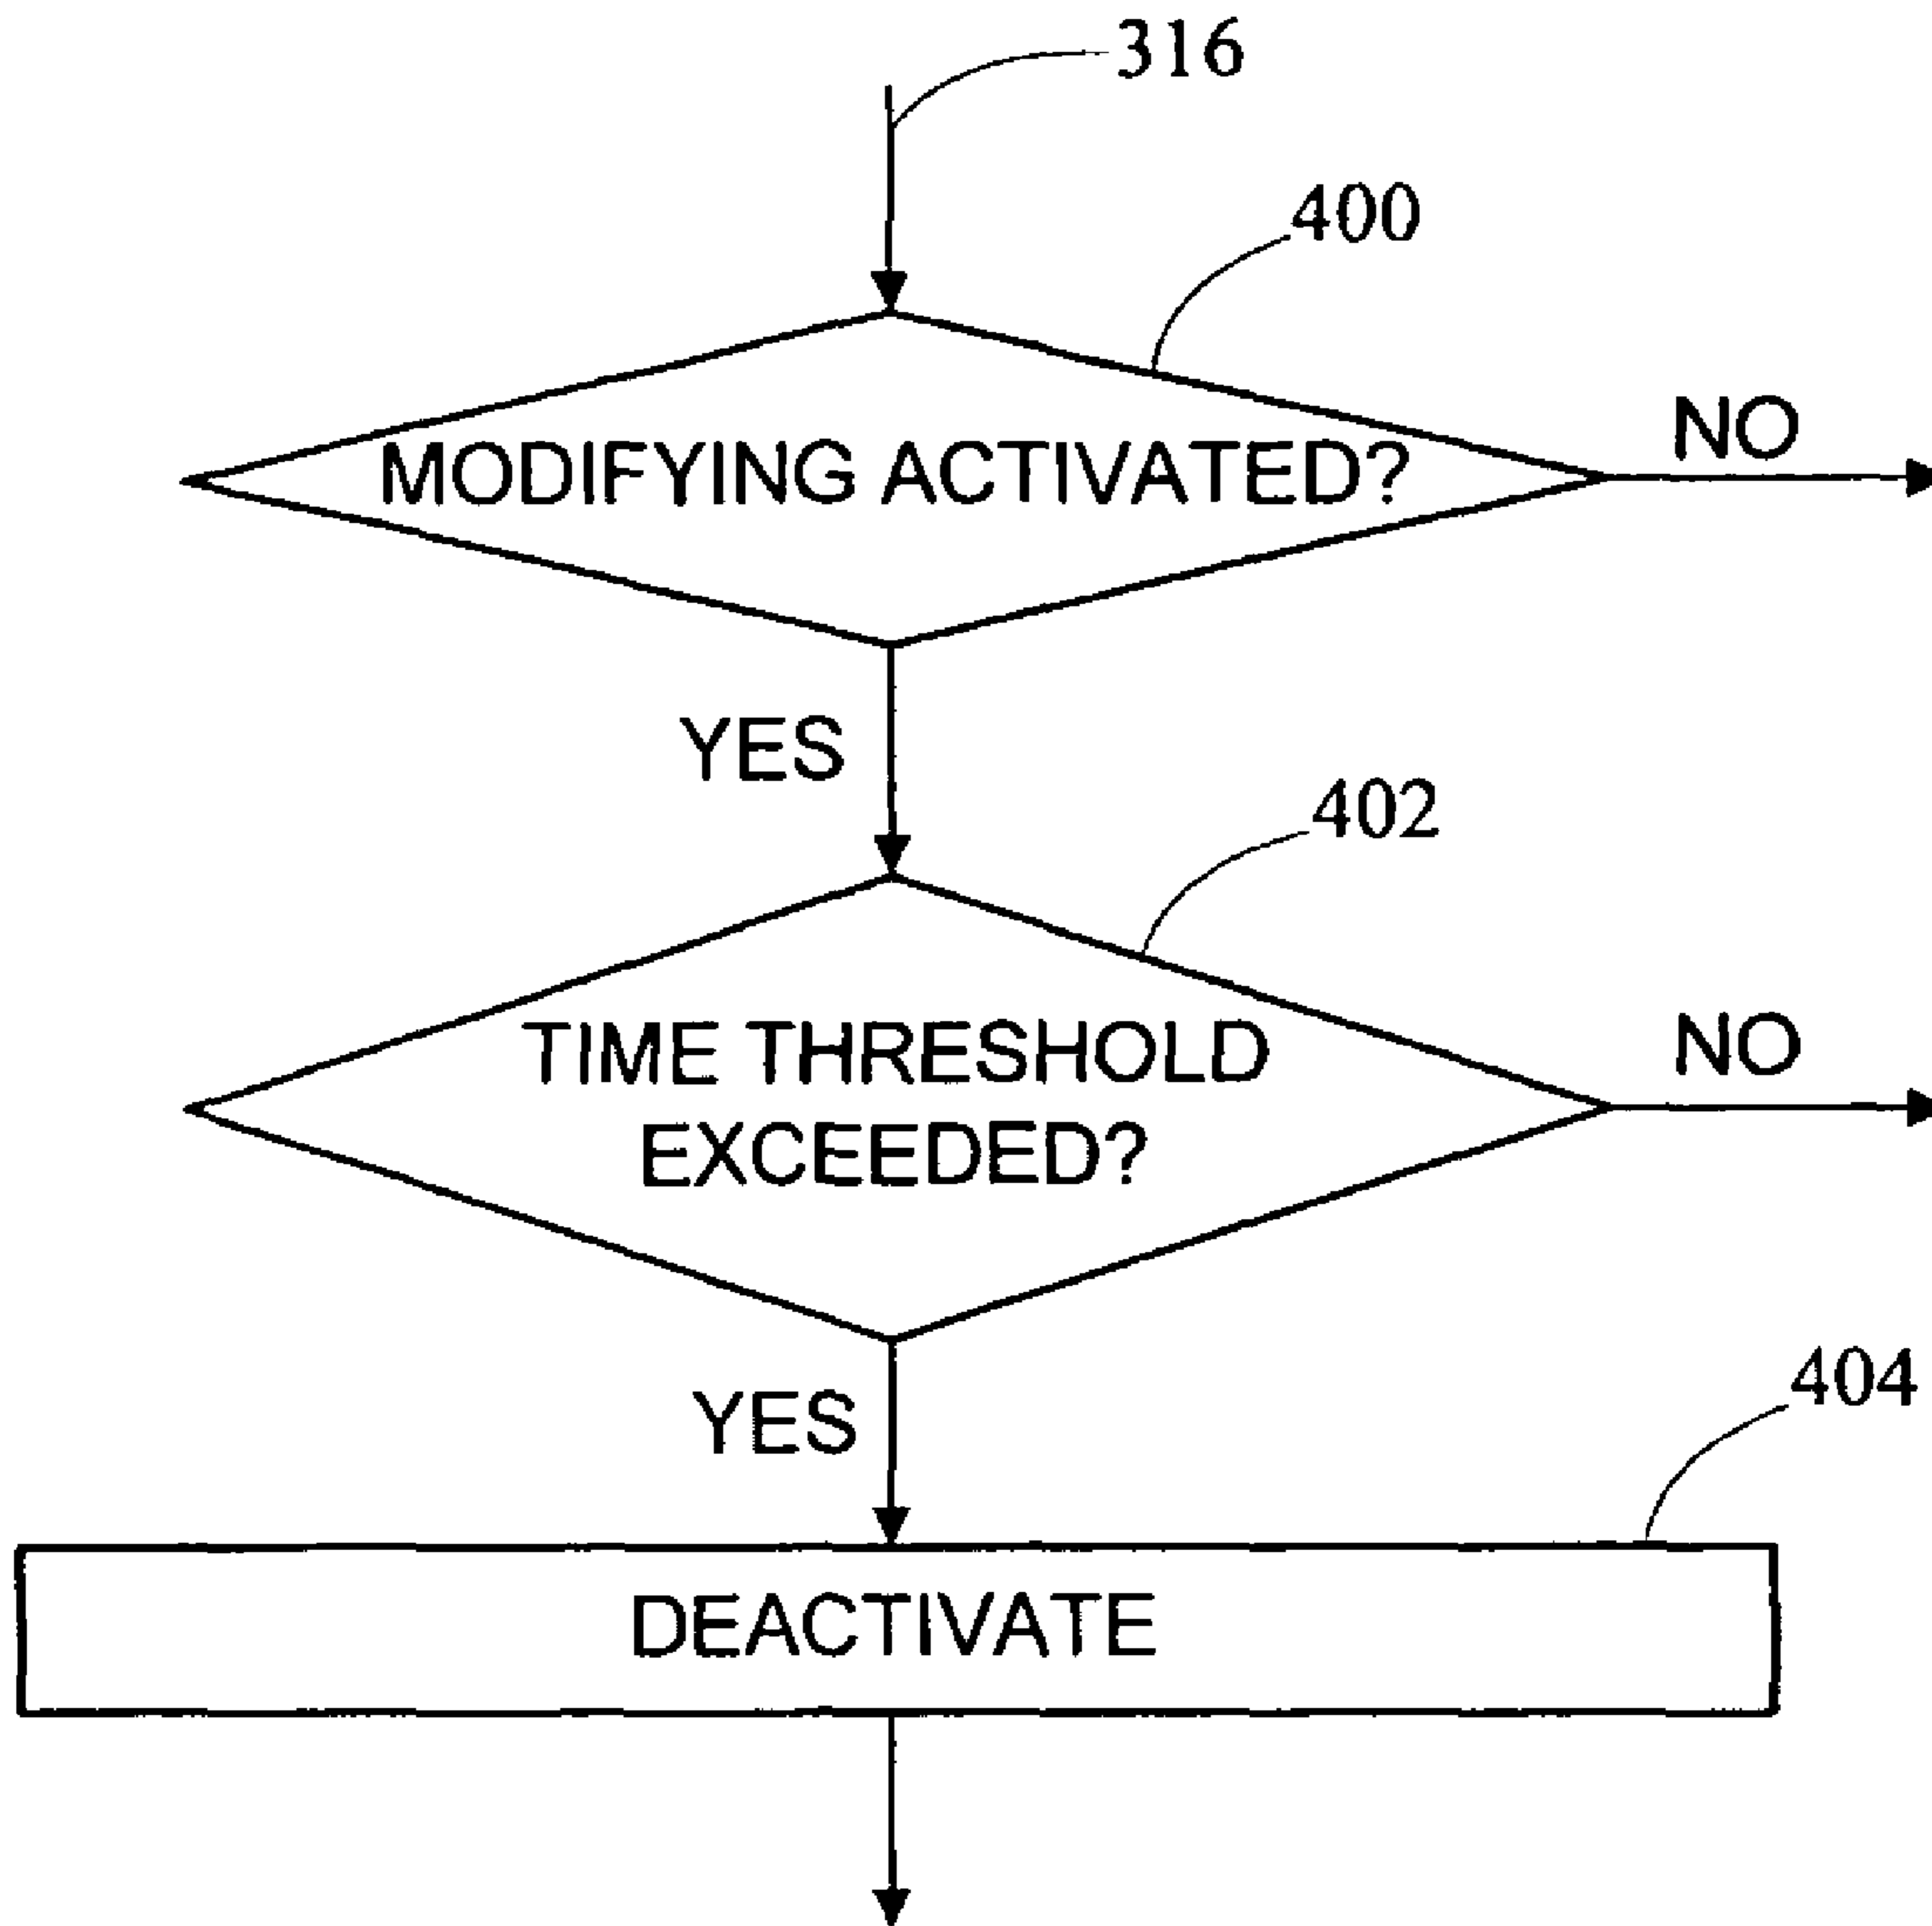 316
400
MODIFYING ACTIVATED?
NO
YES
402
TIME THRESHOLD
EXCEEDED?
NO
YES
404
DEACTIVATE